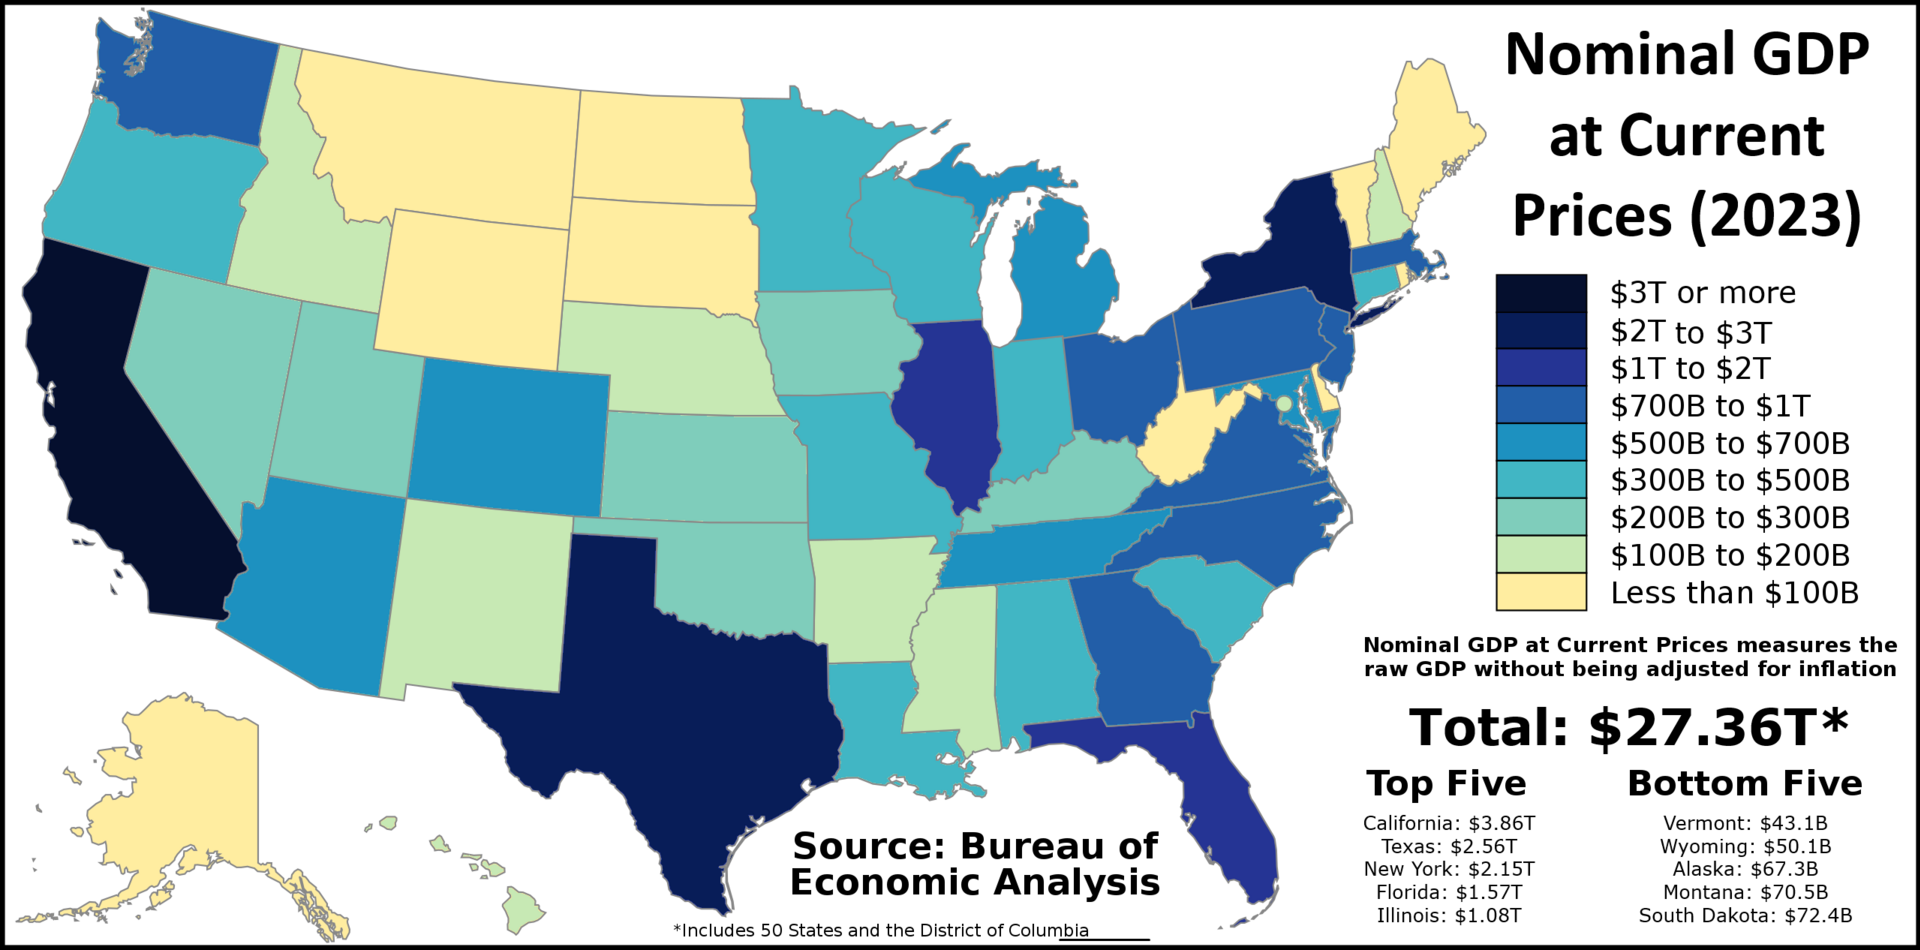 Nominal GDP
at Current
Prices (2023)
$3T or more
$2T to $3T
$1T to $2T
$700B to $1T
$500B to $700B
$300B to $500B
$200B to $300B
$100B to $200B
Less than $100B
Nominal GDP at Current Prices measures the
raw GDP without being adjusted for inflation
Total: $27.36T*
Top Five
California: $3.86T
Texas: $2.56T
New York: $2.15T
Florida: $1.57T
Illinois: $1.08T
Bottom Five
Vermont: $43.1B
Wyoming: $50.1B
Alaska: $67.3B
Montana: $70.5B
South Dakota: $72.4B
Source: Bureau of
Economic Analysis
*Includes 50 States and the District of Columbia